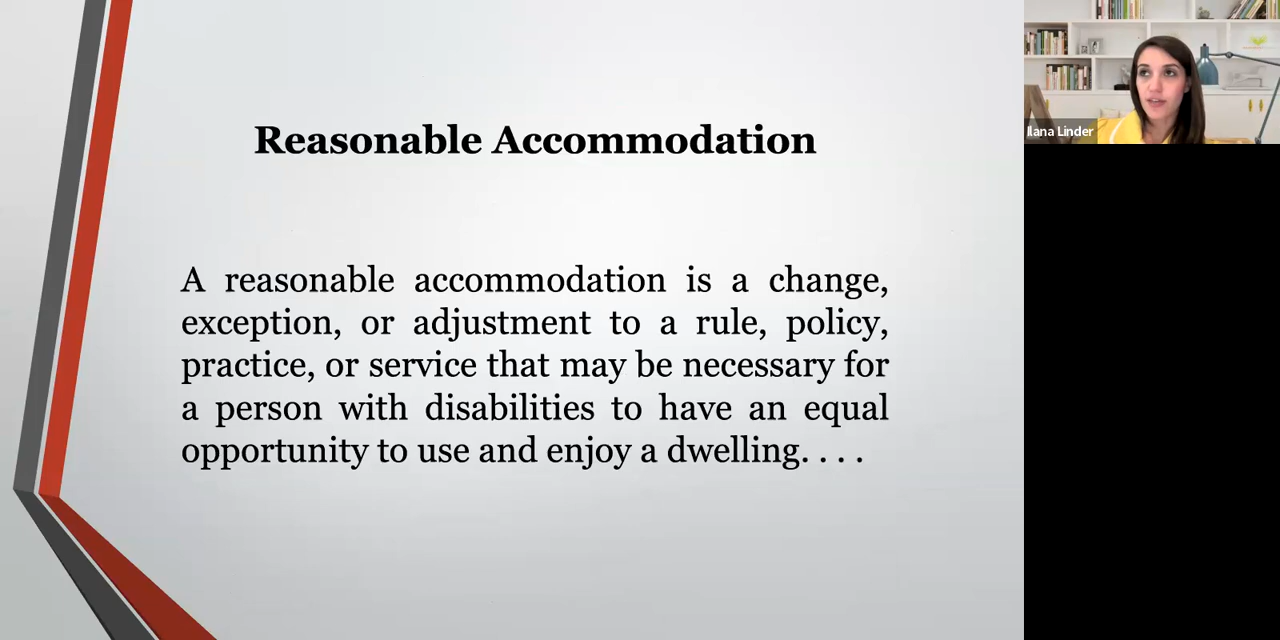 Reasonable Accommodation
A reasonable accommodation is a change,
exception, or adjustment to a rule, policy,
practice, or service that may be necessary for
a person with disabilities to have an equal
opportunity to use and enjoy a dwelling. . . .
Ilana Linder